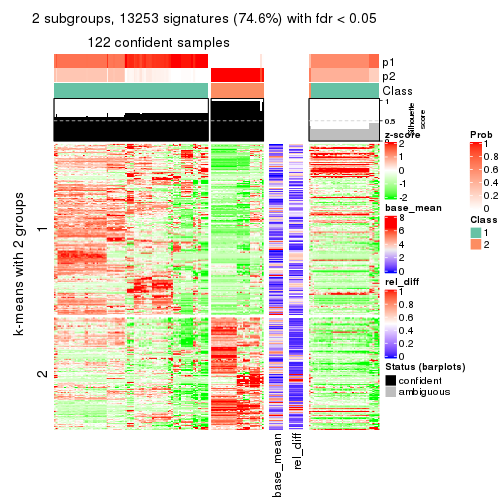 2 subgroups, 13253 signatures (74.6%) with fdr < 0.05
122 confident samples
p1
p2
Class
1
0.5
0
Silhouette
score
k-means with 2 groups
1
2
base_mean
rel_diff
z-score
2
1
0
-1
-2
base_mean
8
6
4
2
0
rel_diff
1
0.8
0.6
0.4
0.2
0
Status (barplots)
confident
ambiguous
Prob
1
0.8
0.6
0.4
0.2
0
Class
1
2